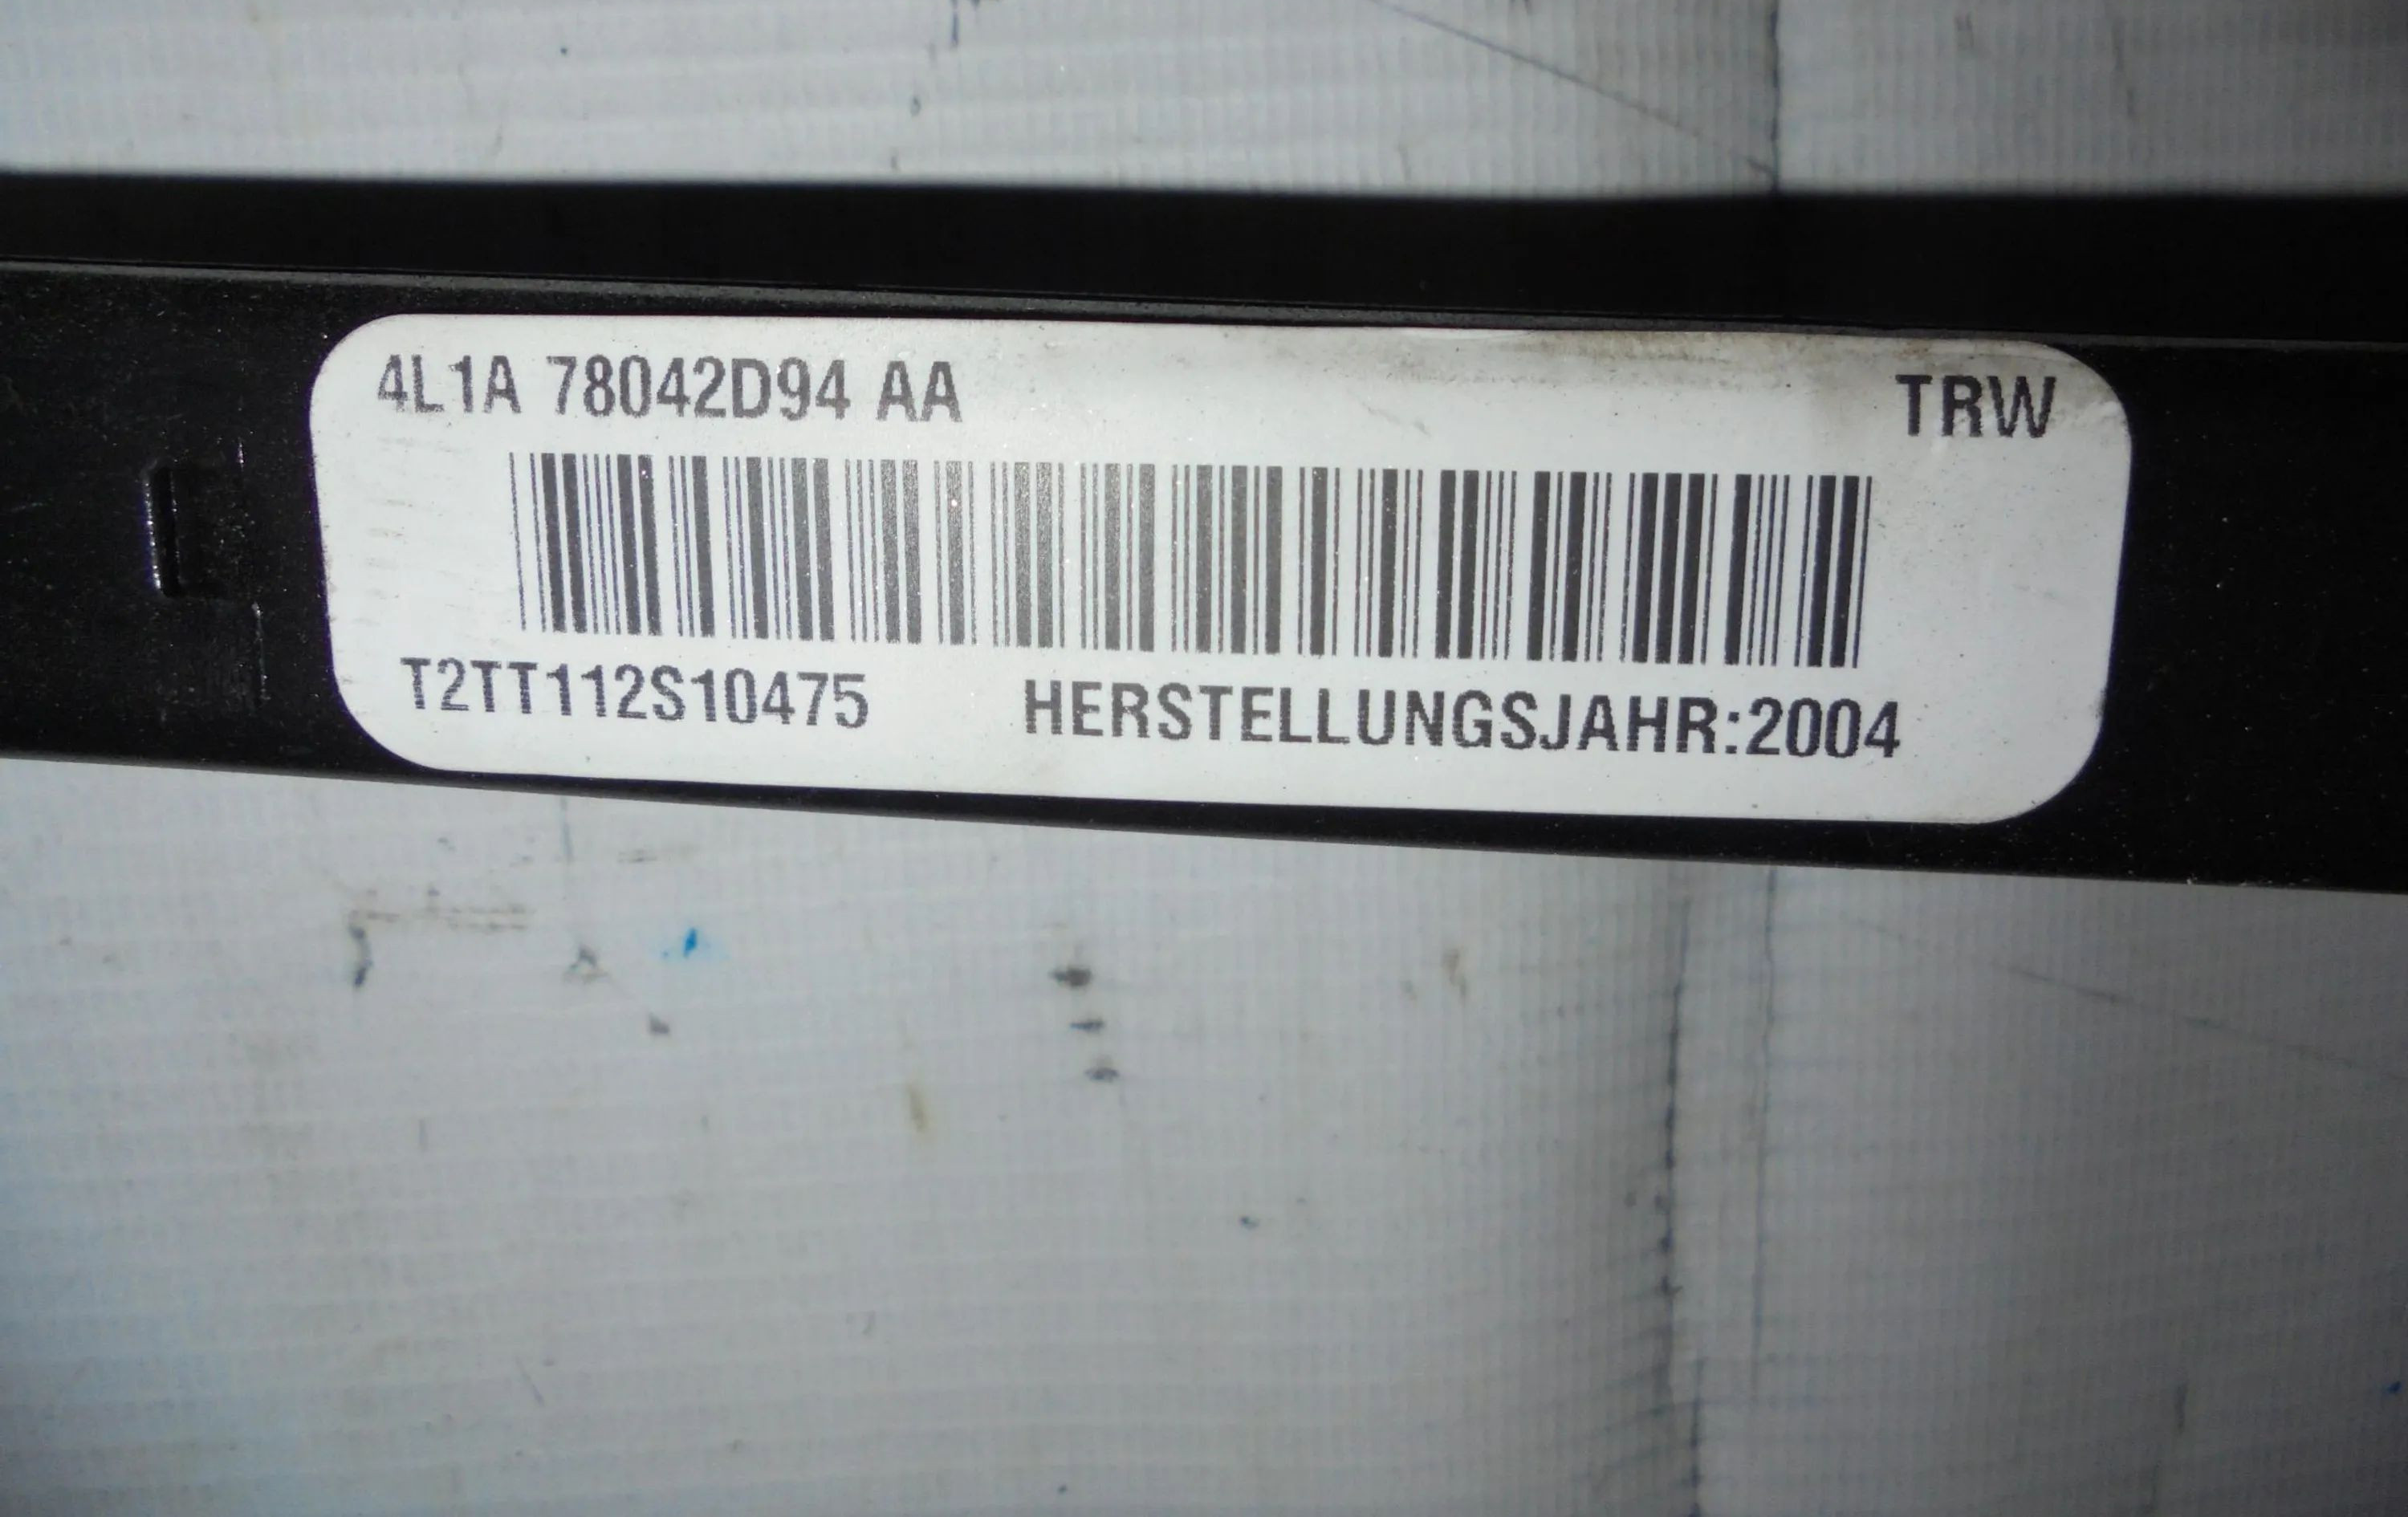 4L1A 78042D94 AA TRW
T2TT112S10475 HERSTELLUNGSJAHR:2004